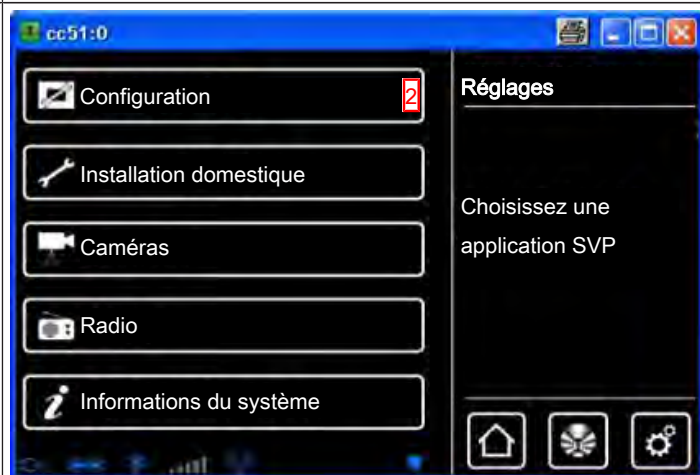 cc51:0
Configuration
2
Installation domestique
Caméras
Radio
Informations du système
Réglages
Choisissez une
application SVP